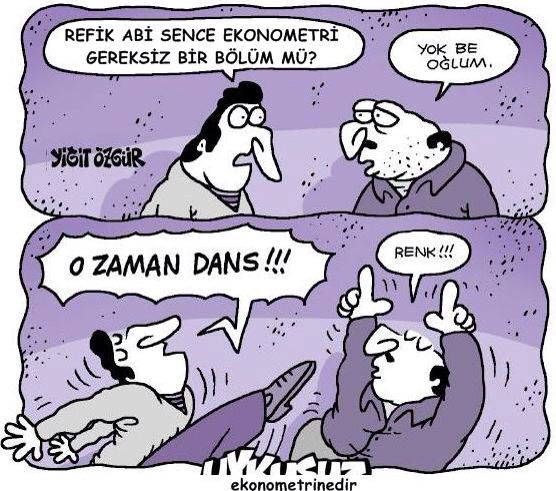 REFİK ABİ SENCE EKONOMETRİ
GEREKSİZ BİR BÖLÜM MÜ?
YOK BE
OĞLUM.
YİĞİT ÖZGÜR
O ZAMAN DANS!!!
RENK!!!
UYKUSUZ
ekonometrinedir